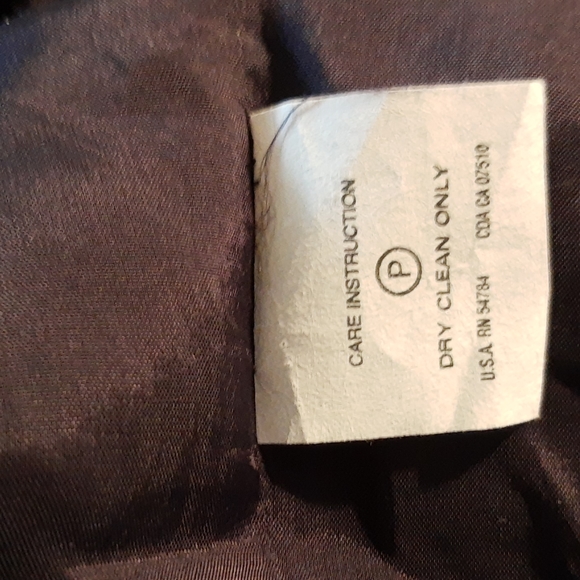 CARE INSTRUCTION
P
DRY CLEAN ONLY
U.S.A. RN 54784 CDA CA 07510